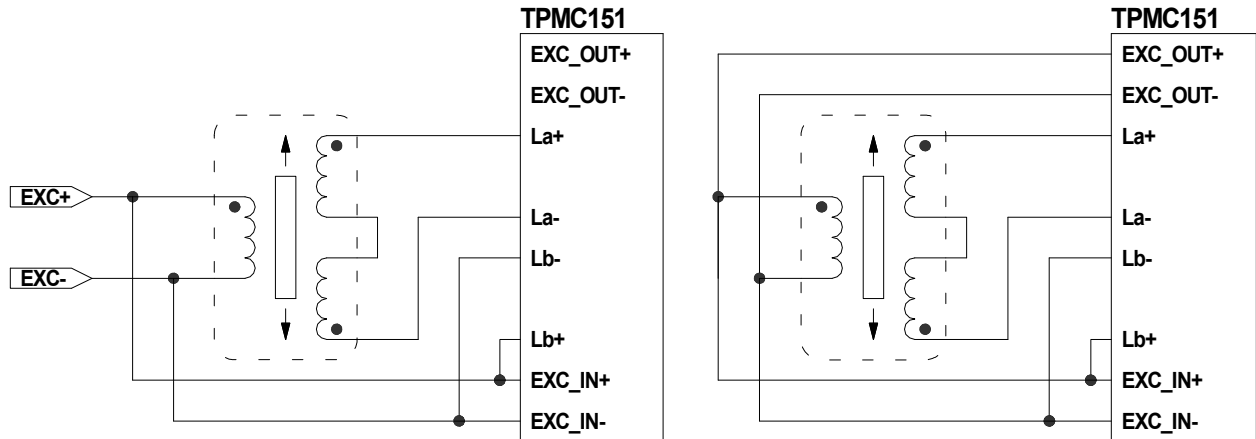 TPMC151
EXC_OUT+
EXC_OUT-
La+
La-
Lb-
Lb+
EXC_IN+
EXC_IN-
EXC+
EXC-
TPMC151
EXC_OUT+
EXC_OUT-
La+
La-
Lb-
Lb+
EXC_IN+
EXC_IN-